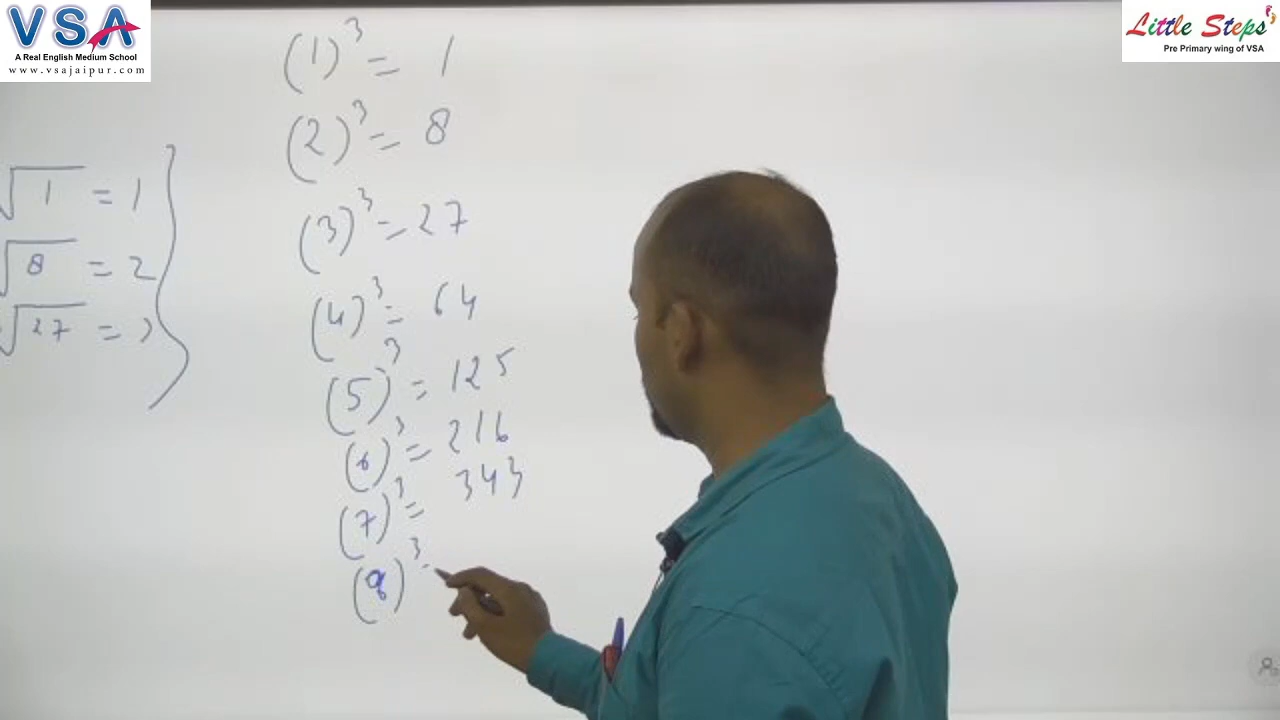 VSA
A Real English Medium School
www.vsajaipur.com
Little Steps
Pre Primary wing of VSA
√1 = 1
√8 = 2
√27 = 3
(1)³ = 1
(2)³ = 8
(3)³ = 27
(4)³ = 64
(5)³ = 125
(6)³ = 216
(7)³ = 343
(8)³ -